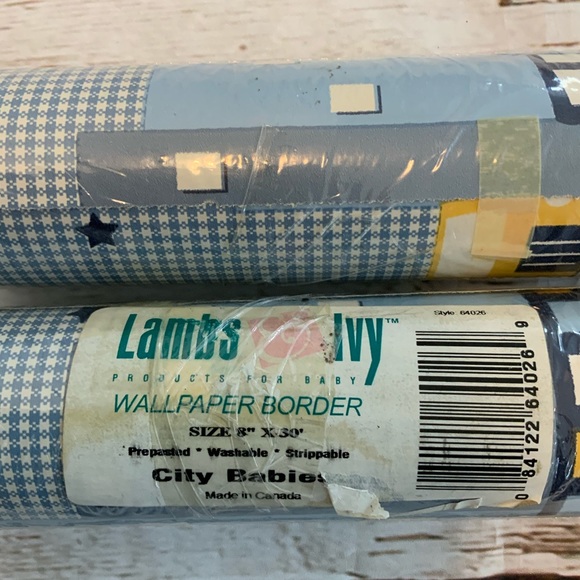 Lambs Ivy™
PRODUCTS FOR BABY
WALLPAPER BORDER
SIZE 8" X 30'
Prepasted * Washable * Strippable
City Babies
Made in Canada
Style 64026
0 84122 64026 9